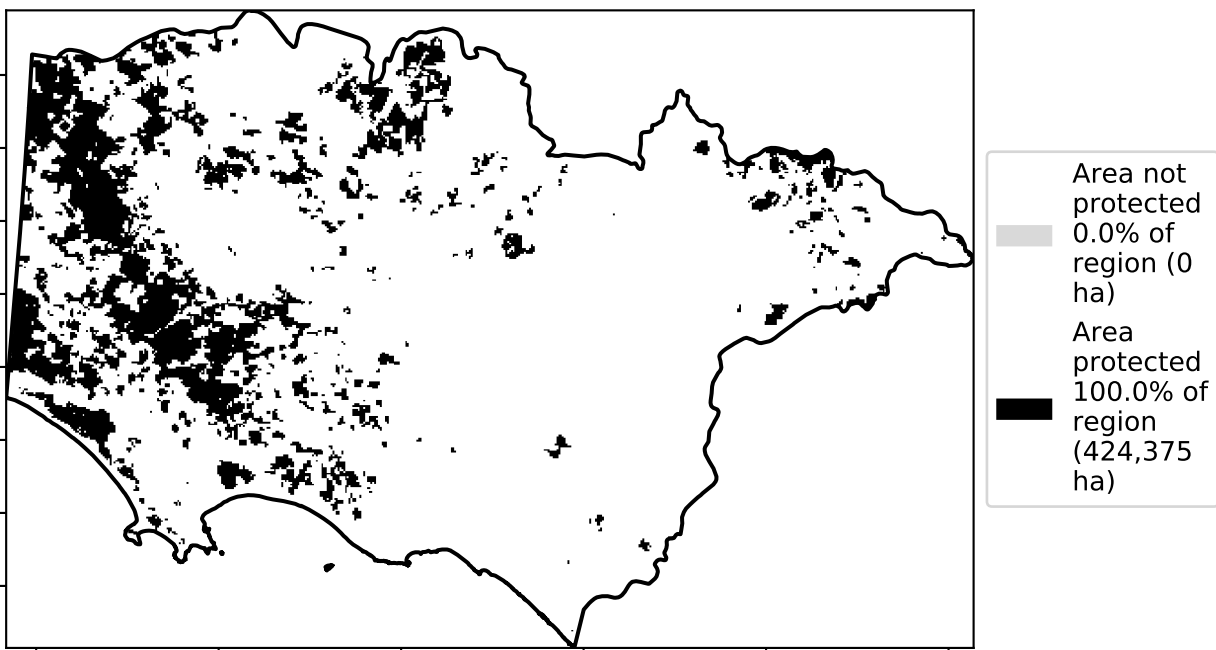 Area not
protected
0.0% of
region (0
ha)
Area
protected
100.0% of
region
(424,375
ha)